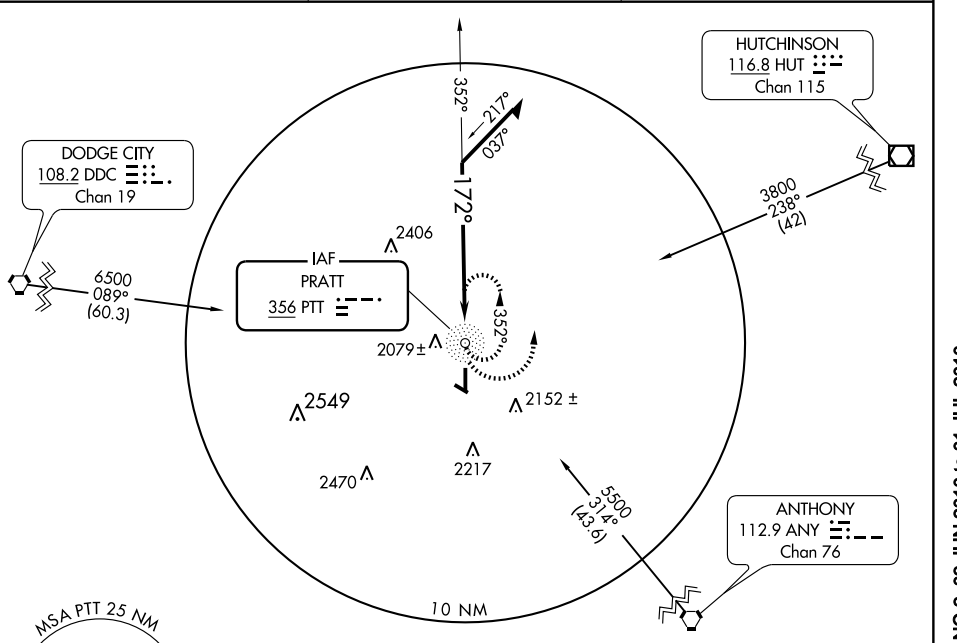 HUTCHINSON
116.8 HUT
Chan 115
DODGE CITY
108.2 DDC
Chan 19
352°
217°
037°
172°
3800
238°
(42)
6500
089°
(60.3)
2406
IAF
PRATT
356 PTT
352°
2079±
2549
2152 ±
2217
2470
5500
314°
(43.6)
ANTHONY
112.9 ANY
Chan 76
10 NM
MSA PTT 25 NM